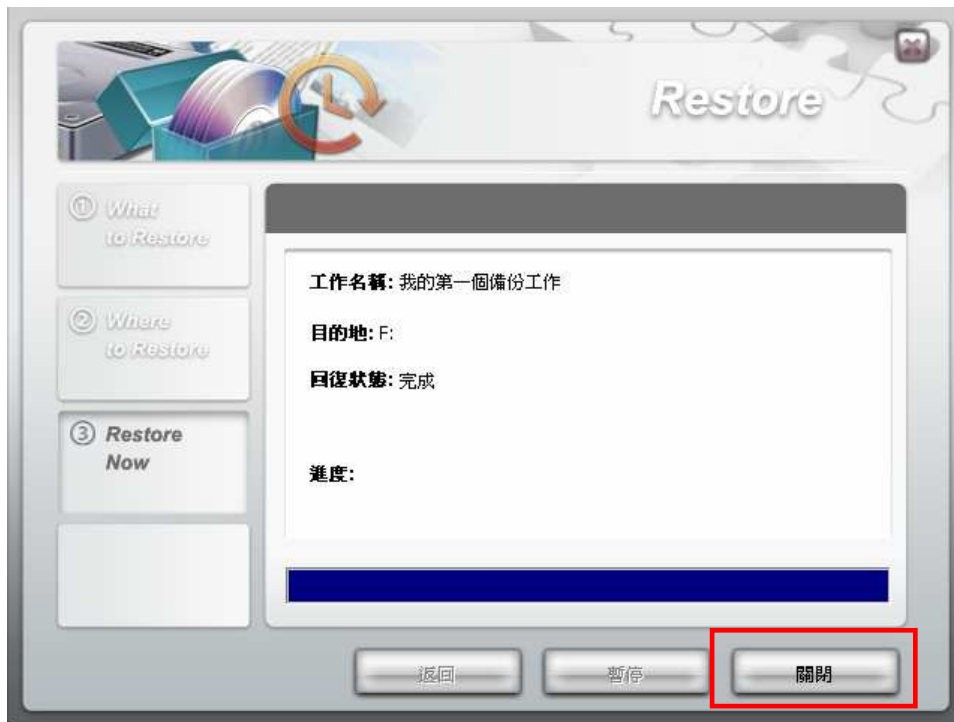 Restore
① What
to Restore
② Where
to Restore
③ Restore
Now
工作名稱: 我的第一個備份工作
目的地: F:
回復狀態: 完成
進度:
返回
暫停
關閉